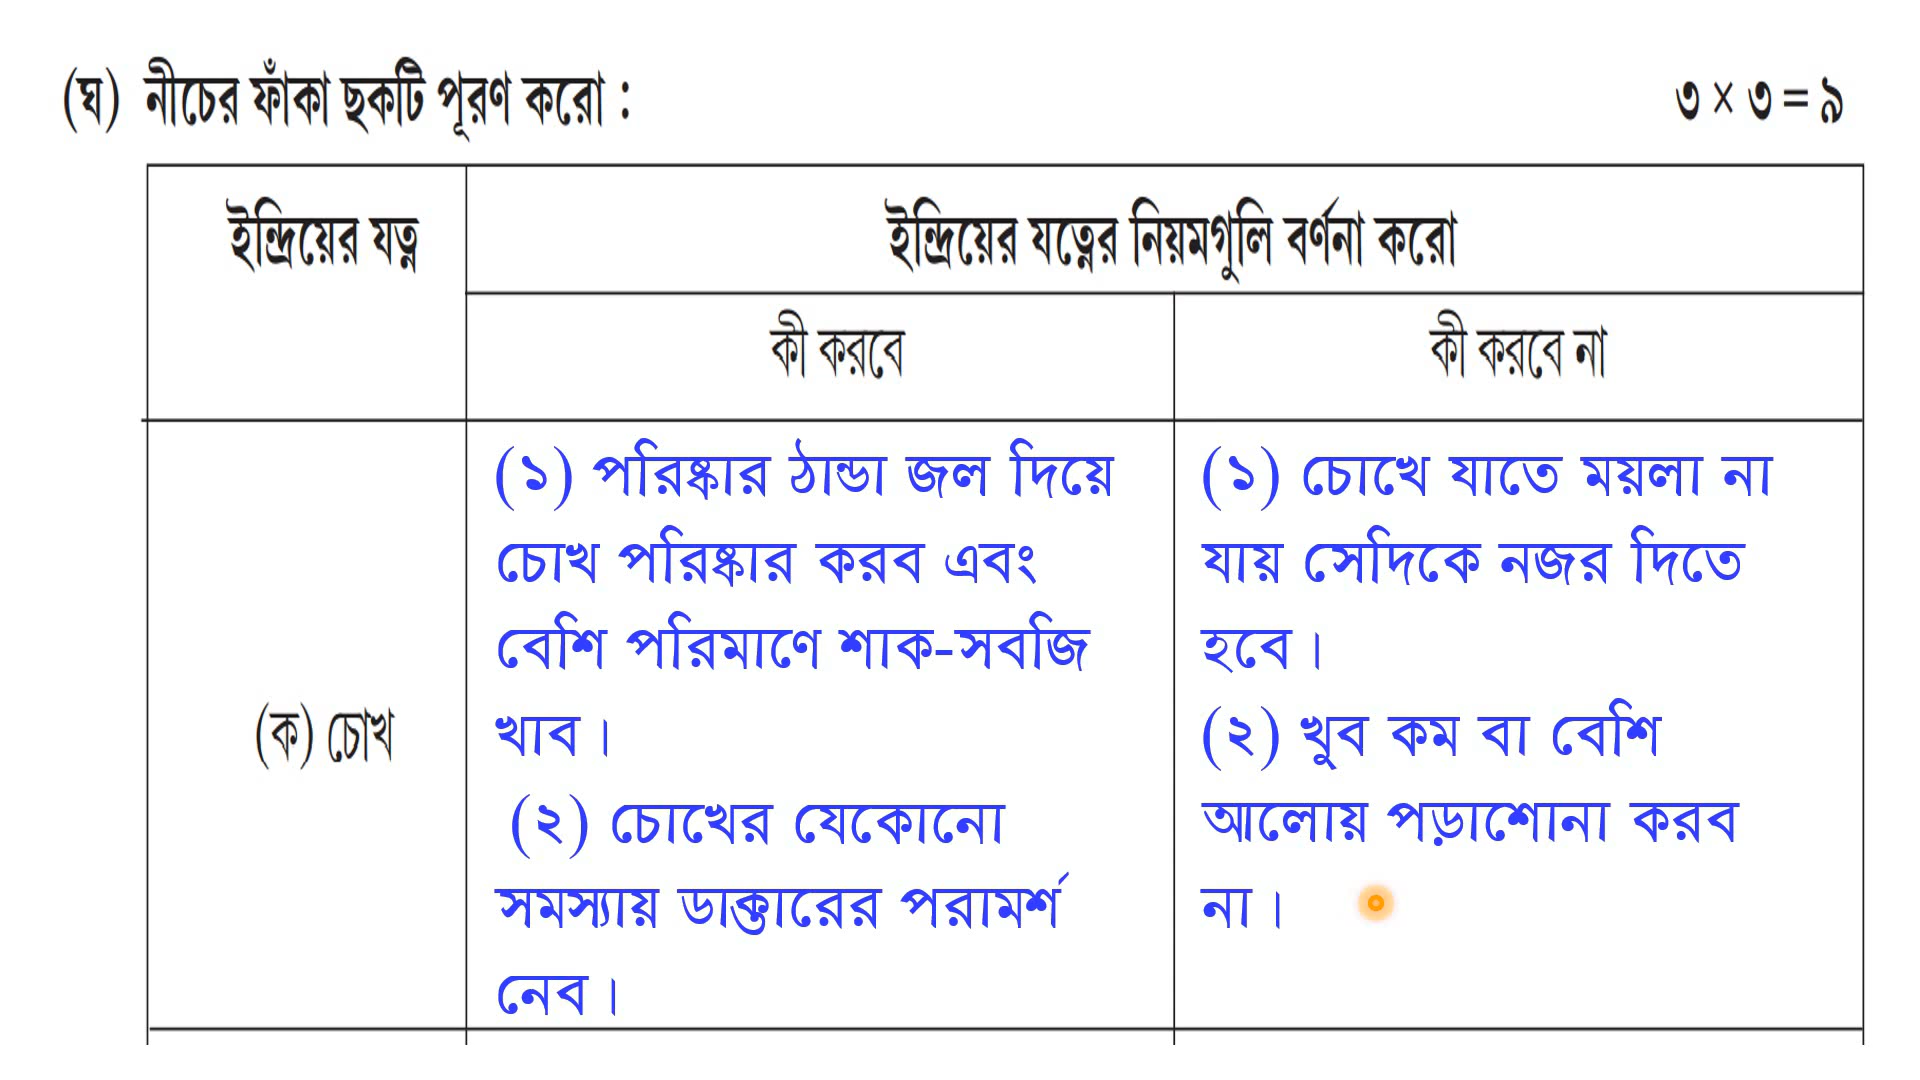 (ঘ) নীচের ফাঁকা ছকটি পূরণ করো : ৩ × ৩ = ৯
ইন্দ্রিয়ের যত্ন
ইন্দ্রিয়ের যত্নের নিয়মগুলি বর্ণনা করো
কী করবে
কী করবে না
(ক) চোখ
(১) পরিষ্কার ঠান্ডা জল দিয়ে
চোখ পরিষ্কার করব এবং
বেশি পরিমাণে শাক-সবজি
খাব।
(২) চোখের যেকোনো
সমস্যায় ডাক্তারের পরামর্শ
নেব।
(১) চোখে যাতে ময়লা না
যায় সেদিকে নজর দিতে
হবে।
(২) খুব কম বা বেশি
আলোয় পড়াশোনা করব
না।